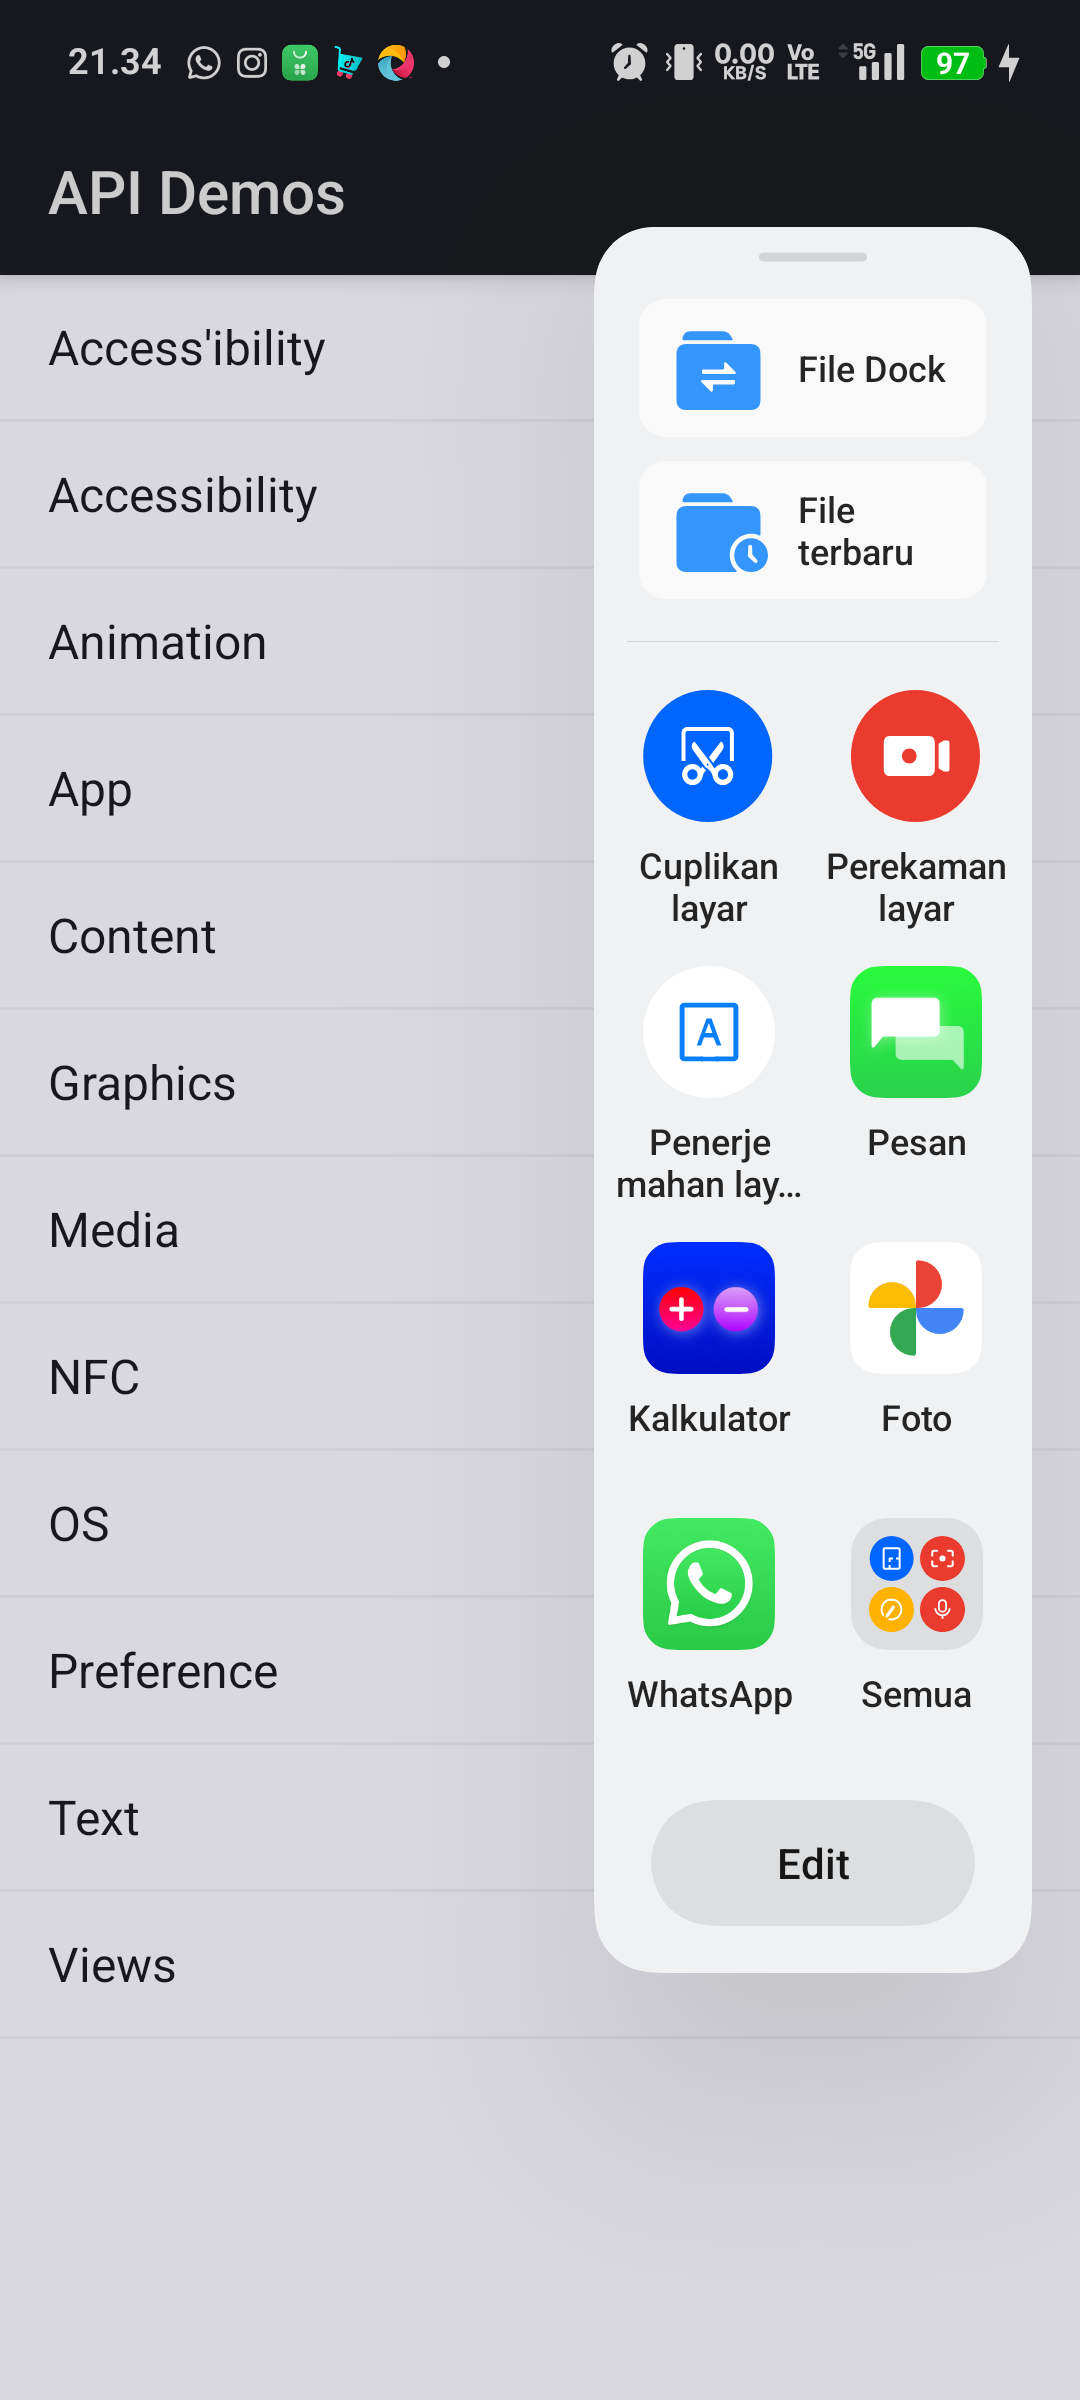 21.34
0.00
KB/S
Vo
LTE
5G
97
API Demos
Access'ibility
Accessibility
Animation
App
Content
Graphics
Media
NFC
OS
Preference
Text
Views
File Dock
File
terbaru
Cuplikan
layar
Perekaman
layar
A
Penerje
mahan lay...
Pesan
Kalkulator
Foto
WhatsApp
Semua
Edit